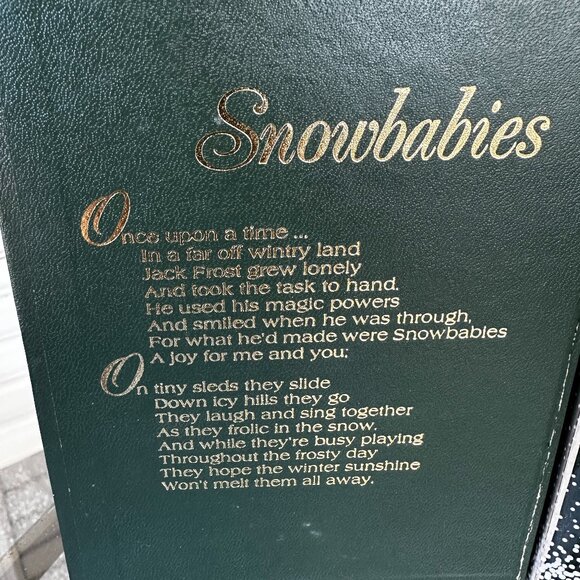 Snowbabies
Once upon a time ...
In a far off wintry land
Jack Frost grew lonely
And took the task to hand.
He used his magic powers
And smiled when he was through,
For what he'd made were Snowbabies
A joy for me and you;
On tiny sleds they slide
Down icy hills they go
They laugh and sing together
As they frolic in the snow.
And while they're busy playing
Throughout the frosty day
They hope the winter sunshine
Won't melt them all away.